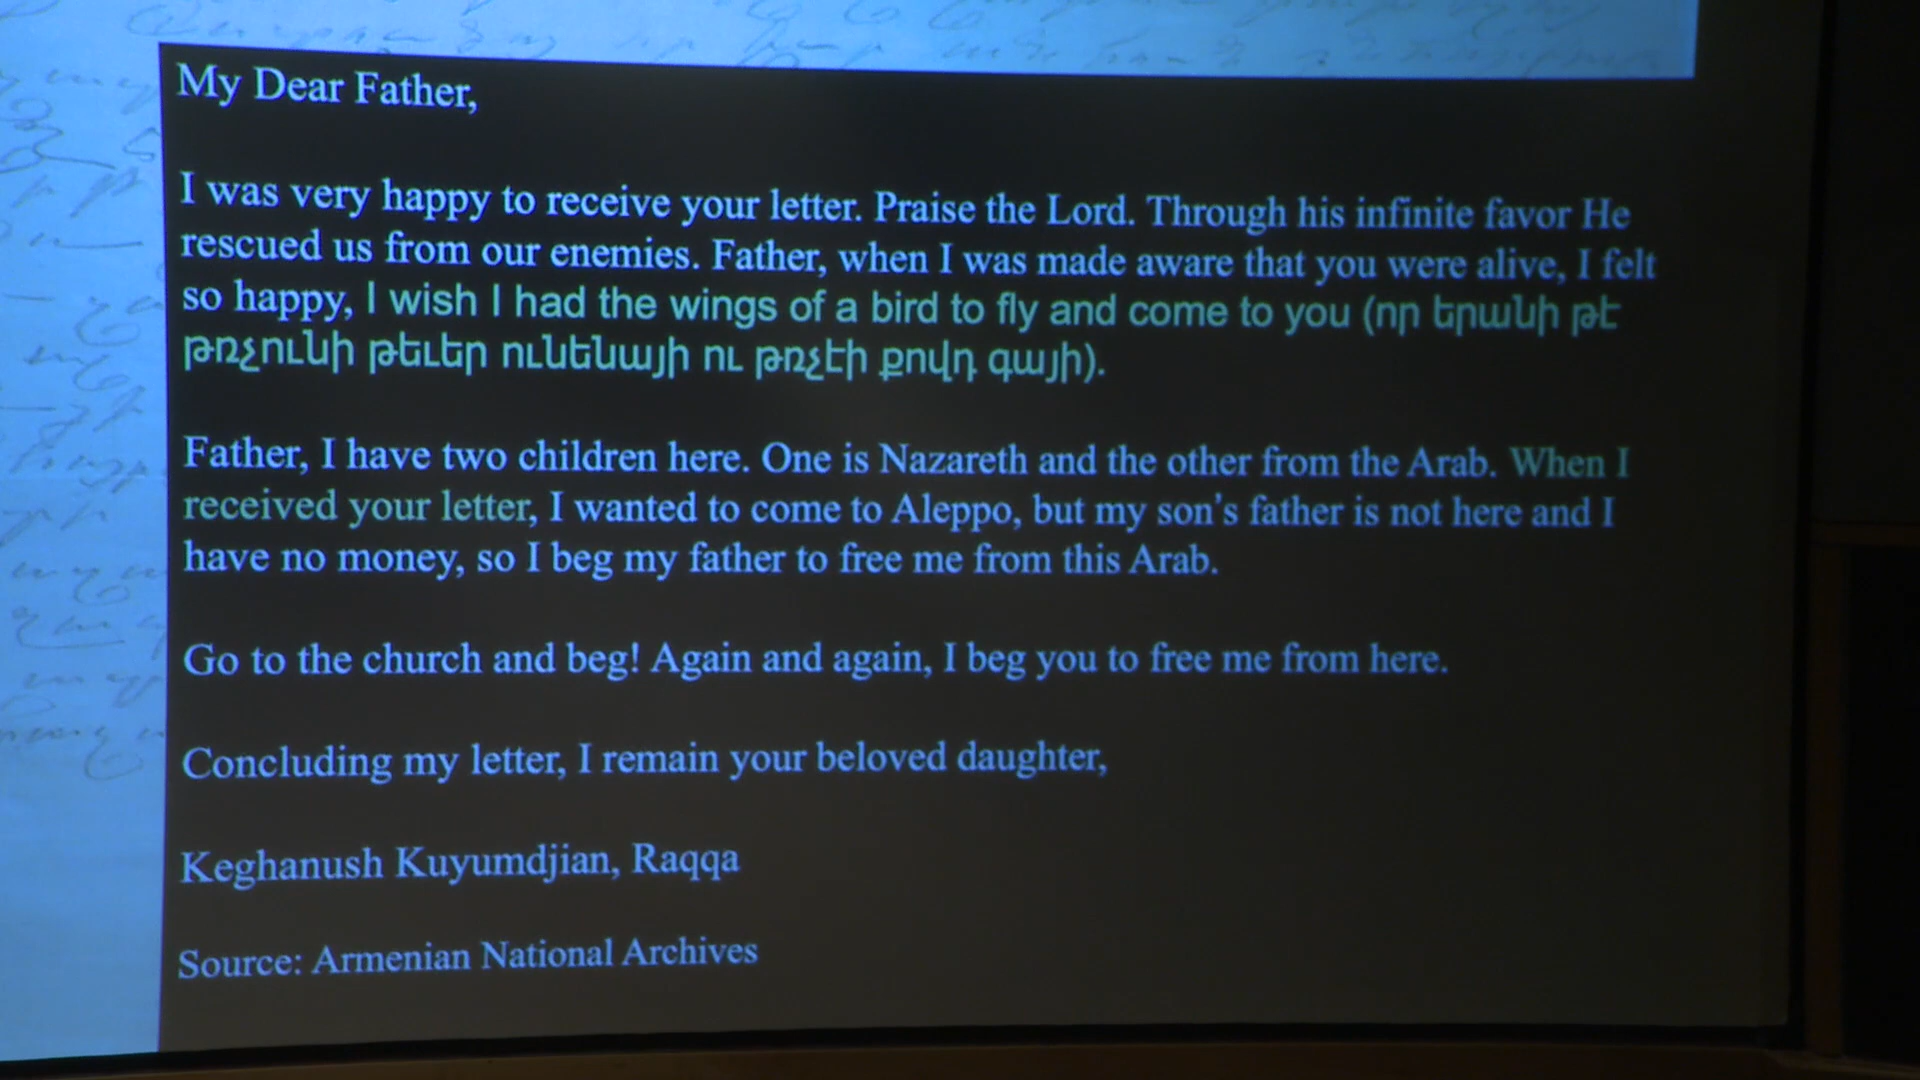 My Dear Father,
I was very happy to receive your letter. Praise the Lord. Through his infinite favor He
rescued us from our enemies. Father, when I was made aware that you were alive, I felt
so happy, I wish I had the wings of a bird to fly and come to you (որ երանի թէ
թռչունի թեւեր ունենայի ու թռչէի քովդ գայի).
Father, I have two children here. One is Nazareth and the other from the Arab. When I
received your letter, I wanted to come to Aleppo, but my son's father is not here and I
have no money, so I beg my father to free me from this Arab.
Go to the church and beg! Again and again, I beg you to free me from here.
Concluding my letter, I remain your beloved daughter,
Keghanush Kuyumdjian, Raqqa
Source: Armenian National Archives